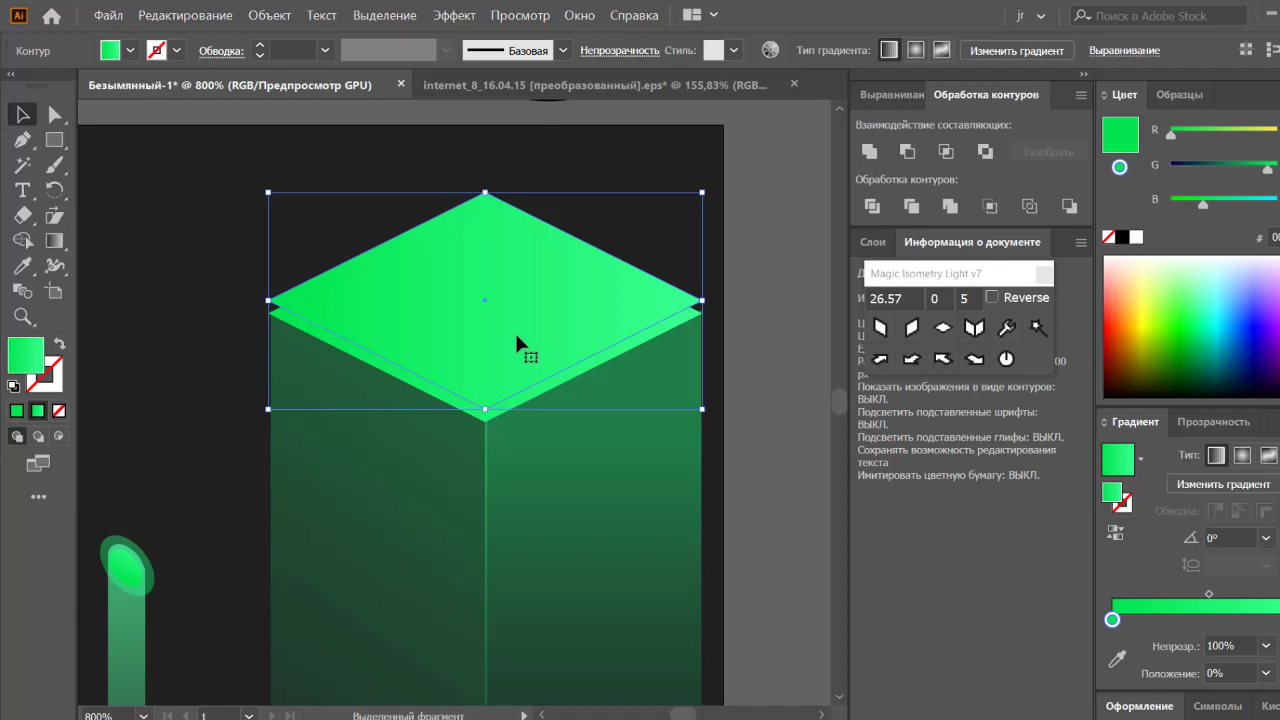 Ai
Файл
Редактирование
Объект
Текст
Выделение
Эффект
Просмотр
Окно
Справка
jr
Поиск в Adobe Stock
Контур
Обводка:
Базовая
Непрозрачность
Стиль:
Тип градиента:
Изменить градиент
Выравнивание
Безымянный-1* @ 800% (RGB/Предпросмотр GPU)
internet_8_16.04.15 [преобразованный].eps* @ 155,83% (RGB...
Выравниван
Обработка контуров
Цвет
Образцы
Взаимодействие составляющих:
Разобрать
Обработка контуров:
R
G
B
Слои
Информация о документе
#
Magic Isometry Light v7
26.57
0
5
Reverse
Показать изображения в виде контуров:
ВЫКЛ.
Подсветить подставленные шрифты:
ВЫКЛ.
Подсветить подставленные глифы: ВЫКЛ.
Сохранять возможность редактирования
текста
Имитировать цветную бумагу: ВЫКЛ.
Градиент
Прозрачность
Тип:
Изменить градиент
Обводка:
0°
Непрозр.:
100%
Положение:
0%
Оформление
Символы
Кис
800%
1
Выделенный фрагмент